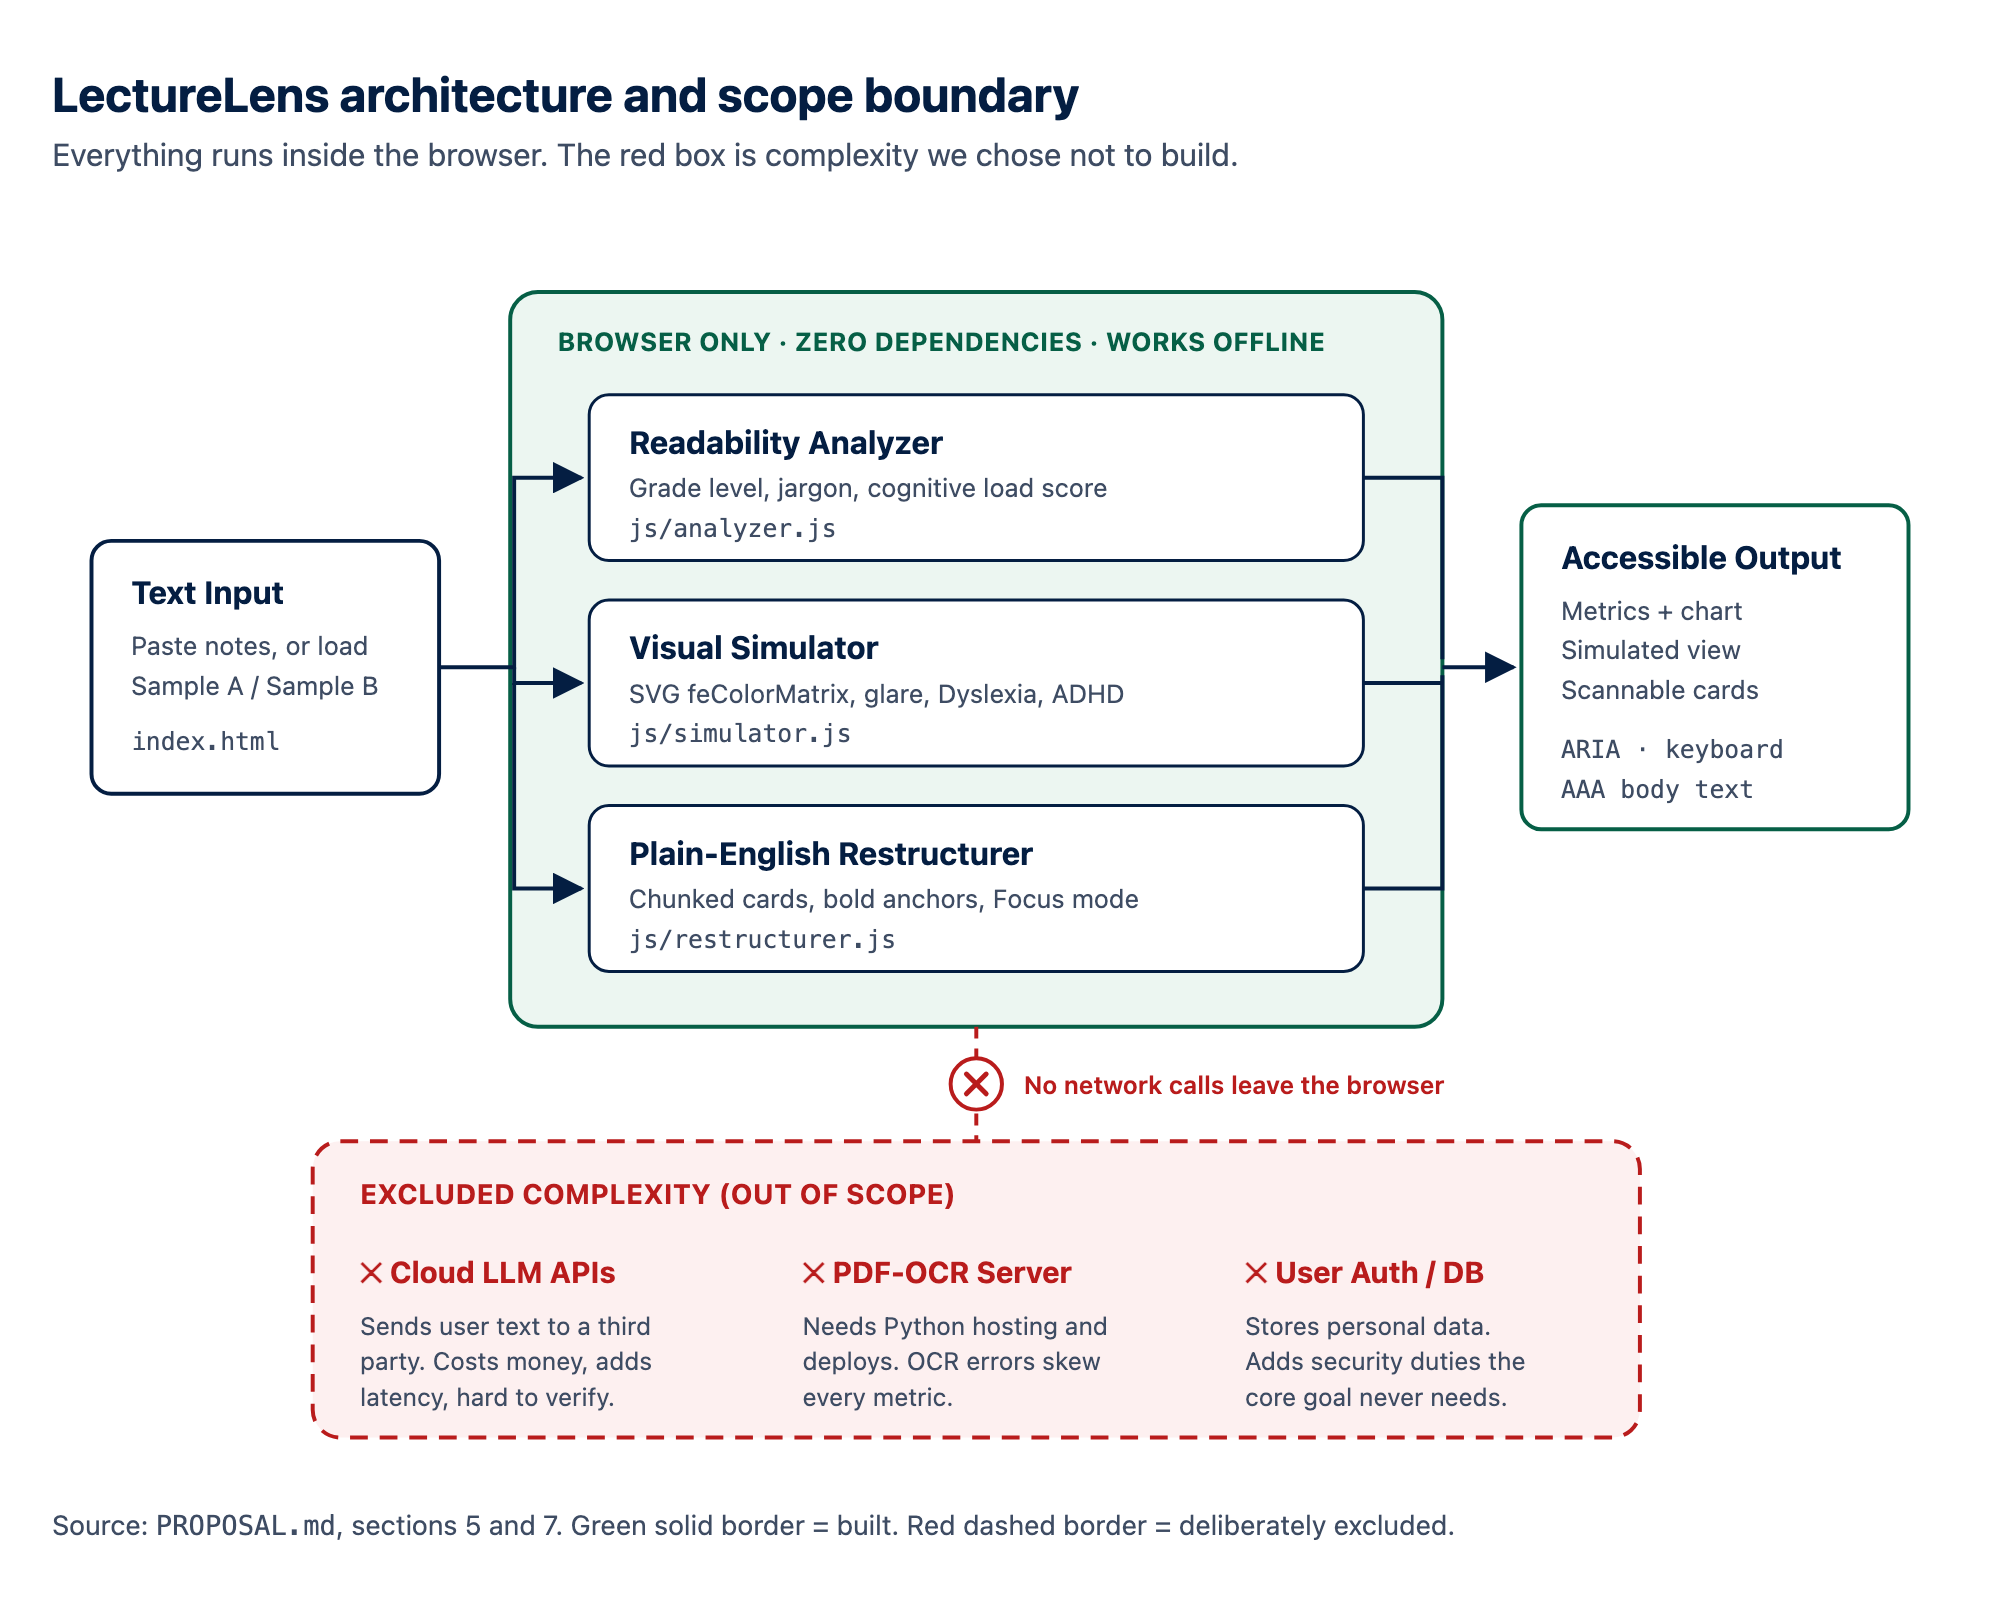 LectureLens architecture and scope boundary
Everything runs inside the browser. The red box is complexity we chose not to build.
BROWSER ONLY · ZERO DEPENDENCIES · WORKS OFFLINE
Text Input
Paste notes, or load
Sample A / Sample B
index.html
Readability Analyzer
Grade level, jargon, cognitive load score
js/analyzer.js
Visual Simulator
SVG feColorMatrix, glare, Dyslexia, ADHD
js/simulator.js
Plain-English Restructurer
Chunked cards, bold anchors, Focus mode
js/restructurer.js
Accessible Output
Metrics + chart
Simulated view
Scannable cards
ARIA · keyboard
AAA body text
No network calls leave the browser
EXCLUDED COMPLEXITY (OUT OF SCOPE)
✕ Cloud LLM APIs
Sends user text to a third
party. Costs money, adds
latency, hard to verify.
✕ PDF-OCR Server
Needs Python hosting and
deploys. OCR errors skew
every metric.
✕ User Auth / DB
Stores personal data.
Adds security duties the
core goal never needs.
Source: PROPOSAL.md, sections 5 and 7. Green solid border = built. Red dashed border = deliberately excluded.